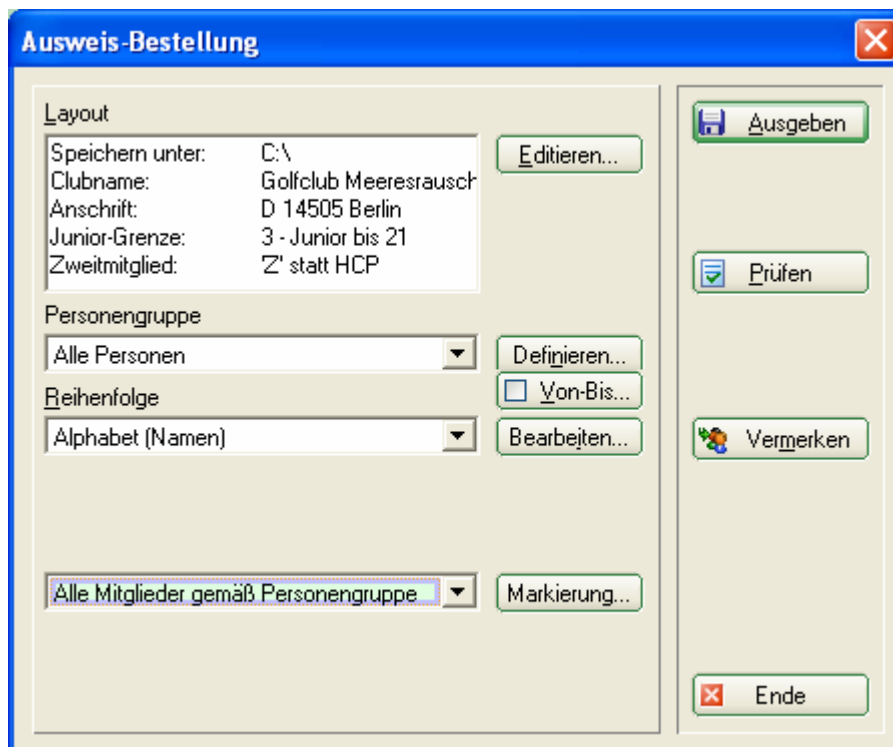 Ausweis-Bestellung
Layout
Speichern unter: C:\
Clubname: Golfclub Meeresrausch
Anschrift: D 14505 Berlin
Junior-Grenze: 3 - Junior bis 21
Zweitmitglied: 'Z' statt HCP
Editieren...
Personengruppe
Alle Personen
Definieren...
Von-Bis...
Reihenfolge
Alphabet (Namen)
Bearbeiten...
Alle Mitglieder gemäß Personengruppe
Markierung...
Ausgeben
Prüfen
Vermerken
Ende